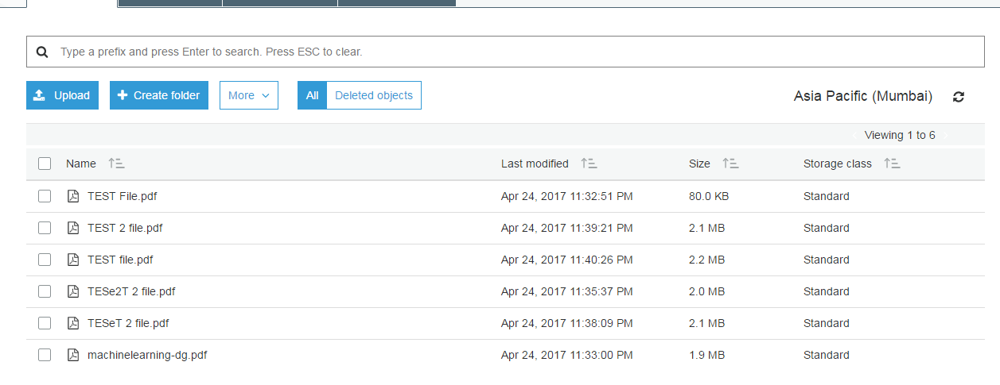 Type a prefix and press Enter to search. Press ESC to clear.
Upload Create folder More All Deleted objects Asia Pacific (Mumbai)
Viewing 1 to 6
Name Last modified Size Storage class
TEST File.pdf Apr 24, 2017 11:32:51 PM 80.0 KB Standard
TEST 2 file.pdf Apr 24, 2017 11:39:21 PM 2.1 MB Standard
TEST file.pdf Apr 24, 2017 11:40:26 PM 2.2 MB Standard
TESe2T 2 file.pdf Apr 24, 2017 11:35:37 PM 2.0 MB Standard
TESeT 2 file.pdf Apr 24, 2017 11:38:09 PM 2.1 MB Standard
machinelearning-dg.pdf Apr 24, 2017 11:33:00 PM 1.9 MB Standard